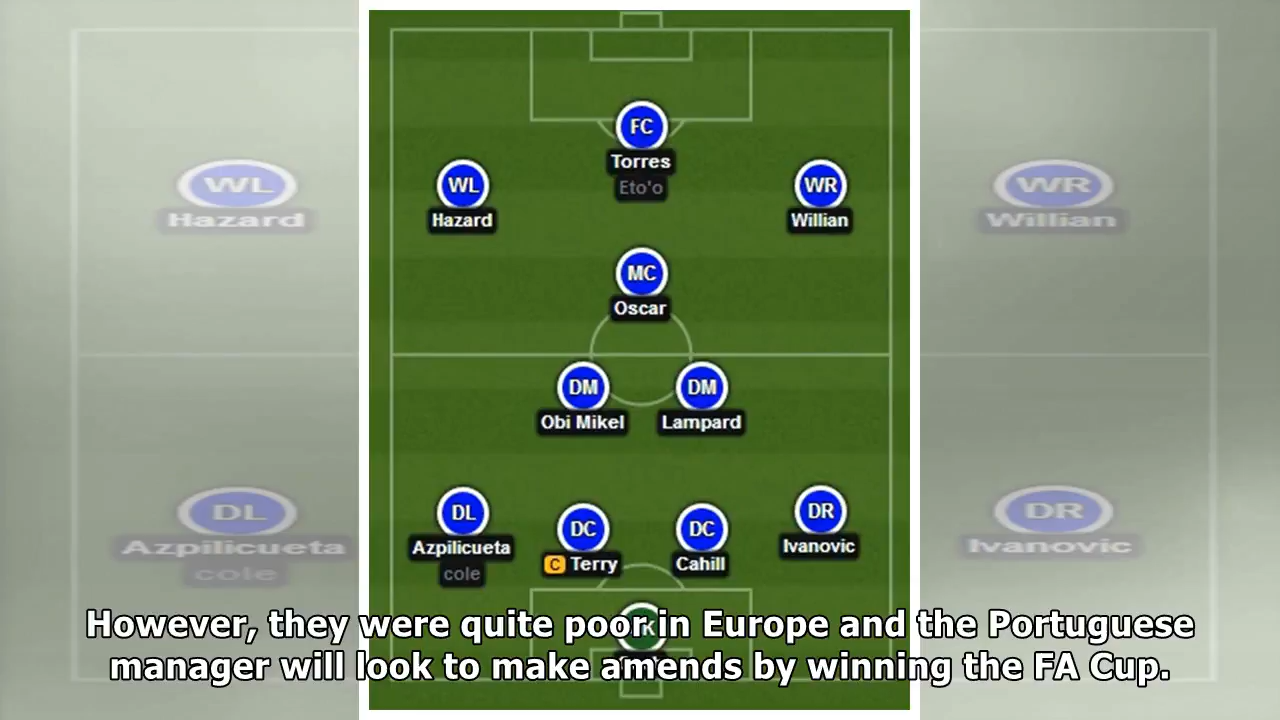 FC
Torres
Eto'o
WL
Hazard
WR
Willian
WL
Hazard
WR
Willian
MC
Oscar
DM
Obi Mikel
DM
Lampard
DL
Azpilicueta
cole
DL
Azpilicueta
cole
DC
C Terry
DC
Cahill
DR
Ivanovic
DR
Ivanovic
However, they were quite poor in Europe and the Portuguese
manager will look to make amends by winning the FA Cup.